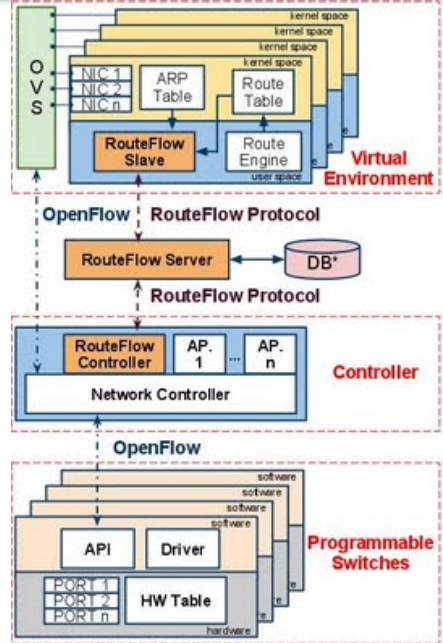 kernel space
kernel space
kernel space
kernel space
O
V
S
NIC 1
NIC 2
NIC n
ARP
Table
Route
Table
RouteFlow
Slave
Route
Engine
user space
e
e
e
Virtual
Environment
OpenFlow
RouteFlow Protocol
RouteFlow Server
DB*
RouteFlow Protocol
RouteFlow
Controller
AP.
1
...
AP.
n
Network Controller
Controller
OpenFlow
software
software
software
software
API
Driver
PORT 1
PORT 2
PORT n
HW Table
hardware
e
e
e
Programmable
Switches